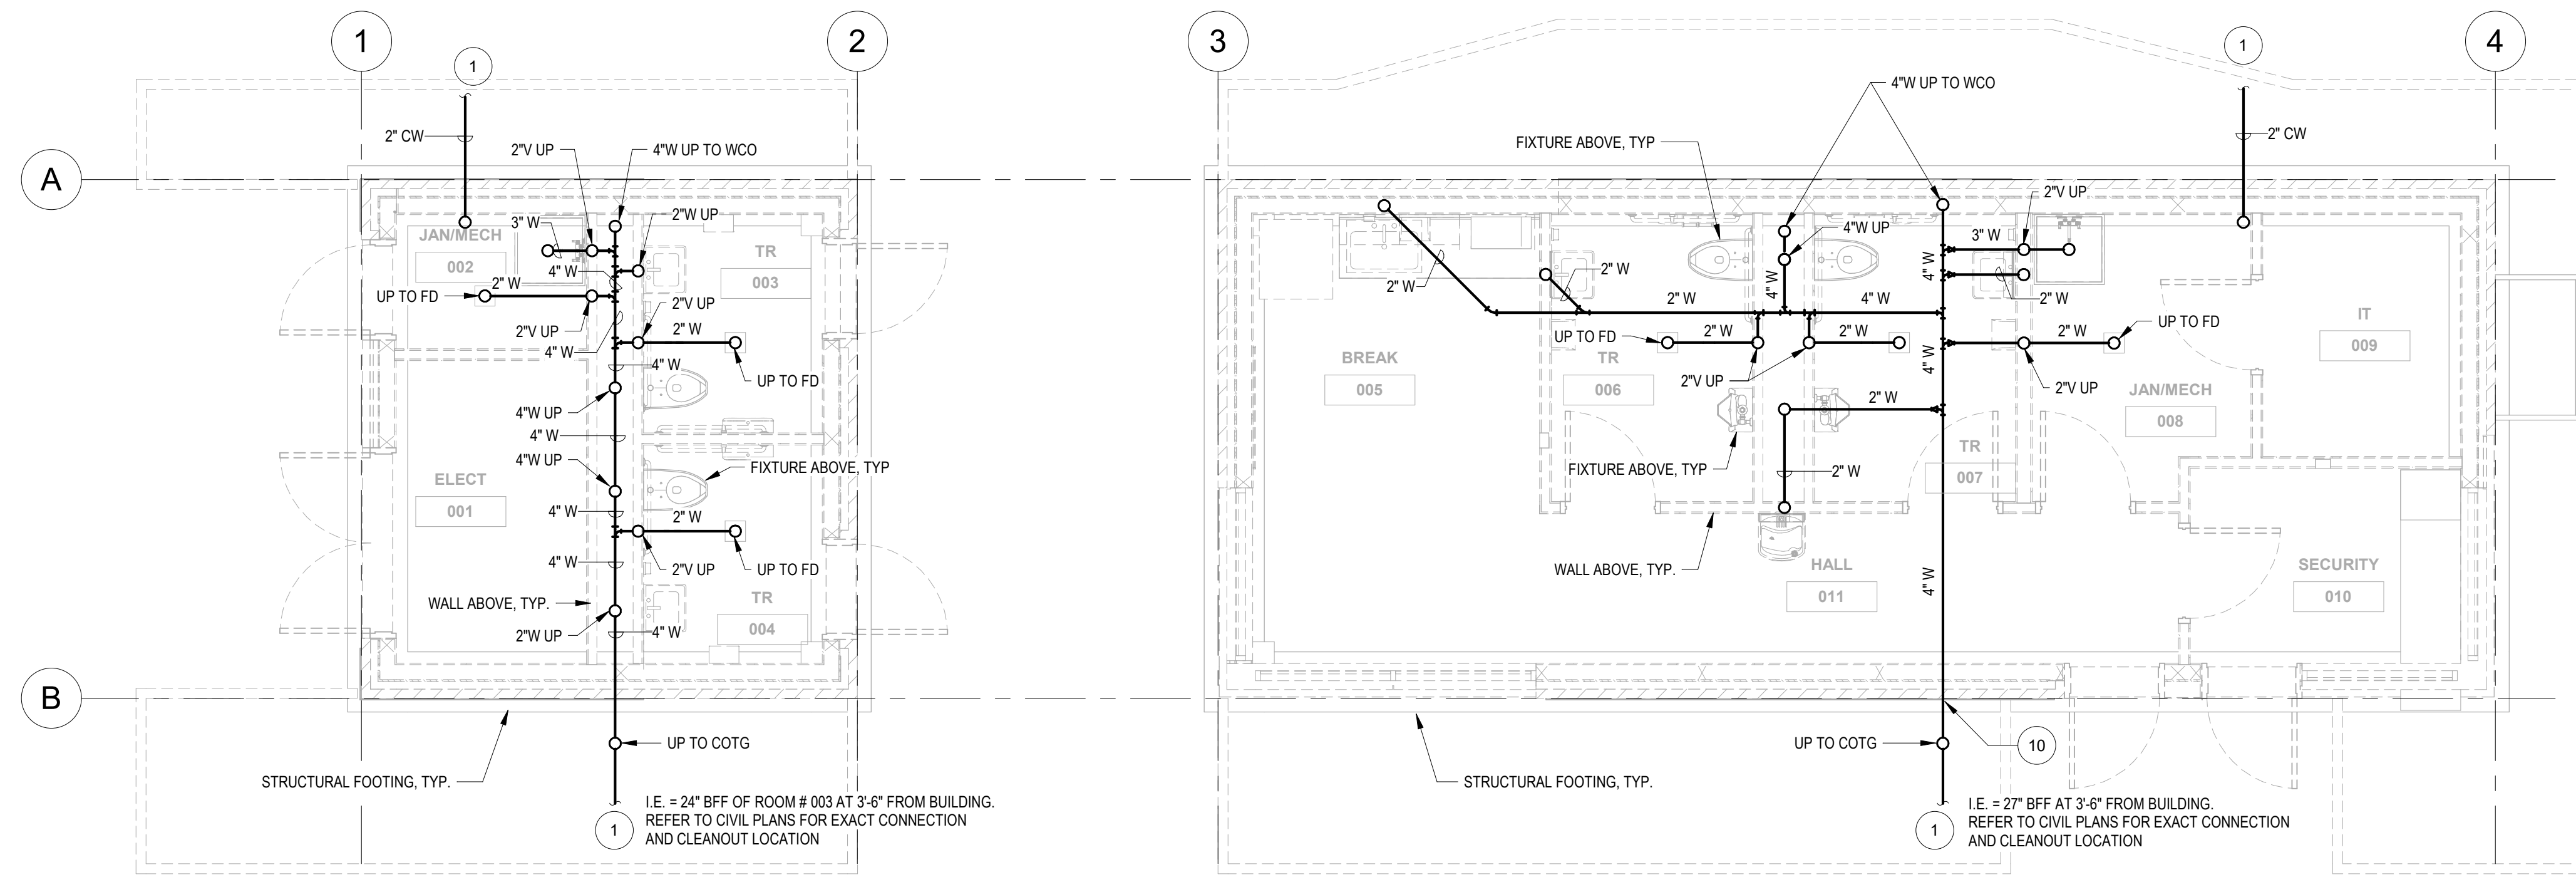 1
2
3
4
1
1
A
B
2" CW
2"V UP
4"W UP TO WCO
2"W UP
3" W
JAN/MECH
002
4" W
2" W
UP TO FD
2"V UP
4" W
TR
003
2"V UP
2" W
4" W
UP TO FD
4"W UP
4" W
4"W UP
FIXTURE ABOVE, TYP
ELECT
001
4" W
2" W
4" W
2"V UP
UP TO FD
WALL ABOVE, TYP.
2"W UP
4" W
TR
004
UP TO COTG
STRUCTURAL FOOTING, TYP.
I.E. = 24" BFF OF ROOM # 003 AT 3'-6" FROM BUILDING.
REFER TO CIVIL PLANS FOR EXACT CONNECTION
AND CLEANOUT LOCATION
1
4"W UP TO WCO
FIXTURE ABOVE, TYP
2" CW
2"V UP
4"W UP
3" W
4" W
2" W
2" W
4" W
2" W
4" W
2" W
UP TO FD
2" W
2" W
2" W
UP TO FD
BREAK
005
TR
006
2"V UP
4" W
2"V UP
IT
009
JAN/MECH
008
2" W
TR
007
FIXTURE ABOVE, TYP
2" W
WALL ABOVE, TYP.
HALL
011
4" W
SECURITY
010
UP TO COTG
10
STRUCTURAL FOOTING, TYP.
I.E. = 27" BFF AT 3'-6" FROM BUILDING.
REFER TO CIVIL PLANS FOR EXACT CONNECTION
AND CLEANOUT LOCATION
1